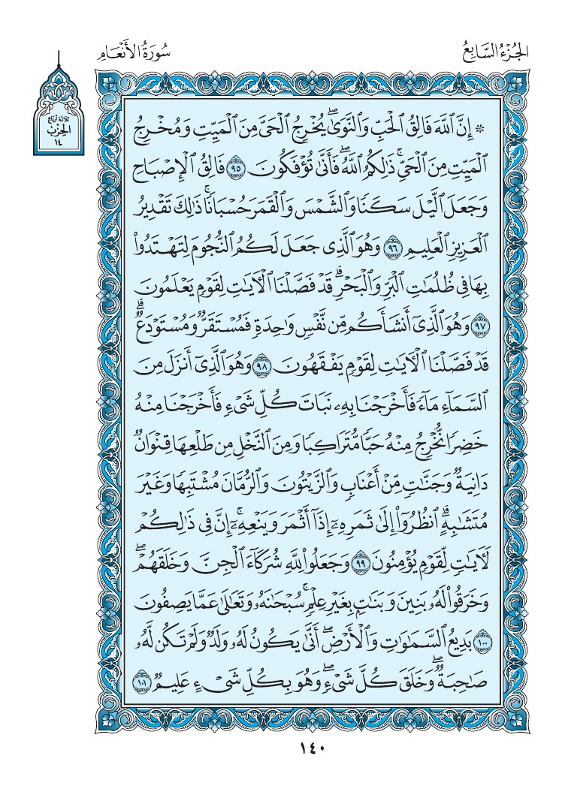 الجُزْءُ السَّابِعُ
سُورَةُ الأَنْعَامِ
ثلاثة أرباع
الحزب
١٤
۞ إِنَّ ٱللَّهَ فَالِقُ ٱلْحَبِّ وَٱلنَّوَىٰۖ يُخْرِجُ ٱلْحَيَّ مِنَ ٱلْمَيِّتِ وَمُخْرِجُ
ٱلْمَيِّتِ مِنَ ٱلْحَيِّۚ ذَٰلِكُمُ ٱللَّهُۖ فَأَنَّىٰ تُؤْفَكُونَ ٩٥ فَالِقُ ٱلْإِصْبَاحِ
وَجَعَلَ ٱلَّيْلَ سَكَنًا وَٱلشَّمْسَ وَٱلْقَمَرَ حُسْبَانًاۚ ذَٰلِكَ تَقْدِيرُ
ٱلْعَزِيزِ ٱلْعَلِيمِ ٩٦ وَهُوَ ٱلَّذِي جَعَلَ لَكُمُ ٱلنُّجُومَ لِتَهْتَدُوا۟
بِهَا فِي ظُلُمَٰتِ ٱلْبَرِّ وَٱلْبَحْرِۗ قَدْ فَصَّلْنَا ٱلْءَايَٰتِ لِقَوْمٍ يَعْلَمُونَ
٩٧ وَهُوَ ٱلَّذِيٓ أَنشَأَكُم مِّن نَّفْسٍ وَٰحِدَةٍ فَمُسْتَقَرٌّ وَمُسْتَوْدَعٌۗ
قَدْ فَصَّلْنَا ٱلْءَايَٰتِ لِقَوْمٍ يَفْقَهُونَ ٩٨ وَهُوَ ٱلَّذِيٓ أَنزَلَ مِنَ
ٱلسَّمَآءِ مَآءً فَأَخْرَجْنَا بِهِۦ نَبَاتَ كُلِّ شَيْءٍ فَأَخْرَجْنَا مِنْهُ
خَضِرًا نُّخْرِجُ مِنْهُ حَبًّا مُّتَرَاكِبًا وَمِنَ ٱلنَّخْلِ مِن طَلْعِهَا قِنْوَانٌ
دَانِيَةٌ وَجَنَّٰتٍ مِّنْ أَعْنَابٍ وَٱلزَّيْتُونَ وَٱلرُّمَّانَ مُشْتَبِهًا وَغَيْرَ
مُتَشَٰبِهٍۗ ٱنظُرُوٓا۟ إِلَىٰ ثَمَرِهِۦٓ إِذَآ أَثْمَرَ وَيَنْعِهِۦٓۚ إِنَّ فِي ذَٰلِكُمْ
لَءَايَٰتٍ لِّقَوْمٍ يُؤْمِنُونَ ٩٩ وَجَعَلُوا۟ لِلَّهِ شُرَكَآءَ ٱلْجِنَّ وَخَلَقَهُمْۖ
وَخَرَقُوا۟ لَهُۥ بَنِينَ وَبَنَٰتٍۭ بِغَيْرِ عِلْمٍۚ سُبْحَٰنَهُۥ وَتَعَٰلَىٰ عَمَّا يَصِفُونَ
١٠٠ بَدِيعُ ٱلسَّمَٰوَٰتِ وَٱلْأَرْضِۖ أَنَّىٰ يَكُونُ لَهُۥ وَلَدٌ وَلَمْ تَكُن لَّهُۥ
صَٰحِبَةٌۖ وَخَلَقَ كُلَّ شَيْءٍۖ وَهُوَ بِكُلِّ شَيْءٍ عَلِيمٌ ١٠١
١٤٠